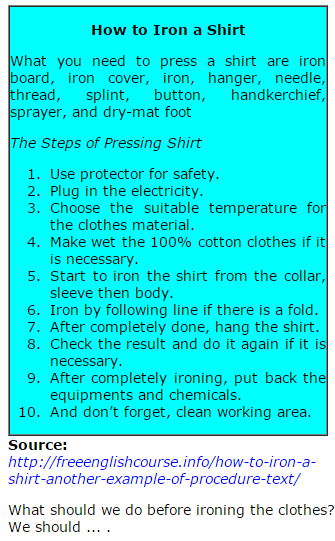 How to Iron a Shirt
What you need to press a shirt are iron
board, iron cover, iron, hanger, needle,
thread, splint, button, handkerchief,
sprayer, and dry-mat foot
The Steps of Pressing Shirt
1. Use protector for safety.
2. Plug in the electricity.
3. Choose the suitable temperature for
the clothes material.
4. Make wet the 100% cotton clothes if it
is necessary.
5. Start to iron the shirt from the collar,
sleeve then body.
6. Iron by following line if there is a fold.
7. After completely done, hang the shirt.
8. Check the result and do it again if it is
necessary.
9. After completely ironing, put back the
equipments and chemicals.
10. And don't forget, clean working area.
Source:
http://freeenglishcourse.info/how-to-iron-a-
shirt-another-example-of-procedure-text/
What should we do before ironing the clothes?
We should ... .